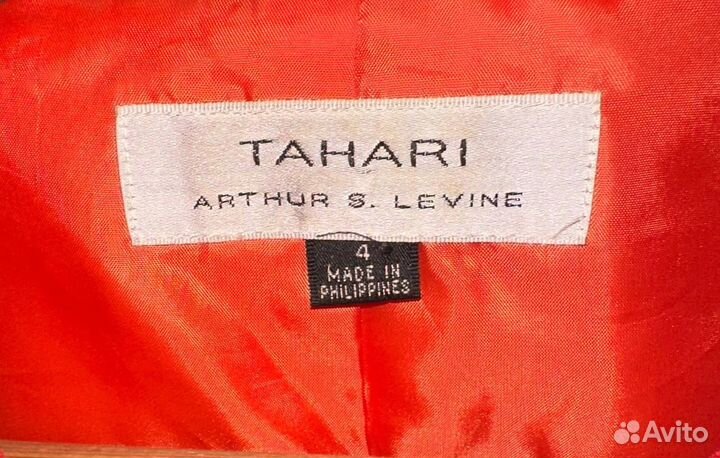 TAHARI
ARTHUR S. LEVINE
4
MADE IN
PHILIPPINES
Avito